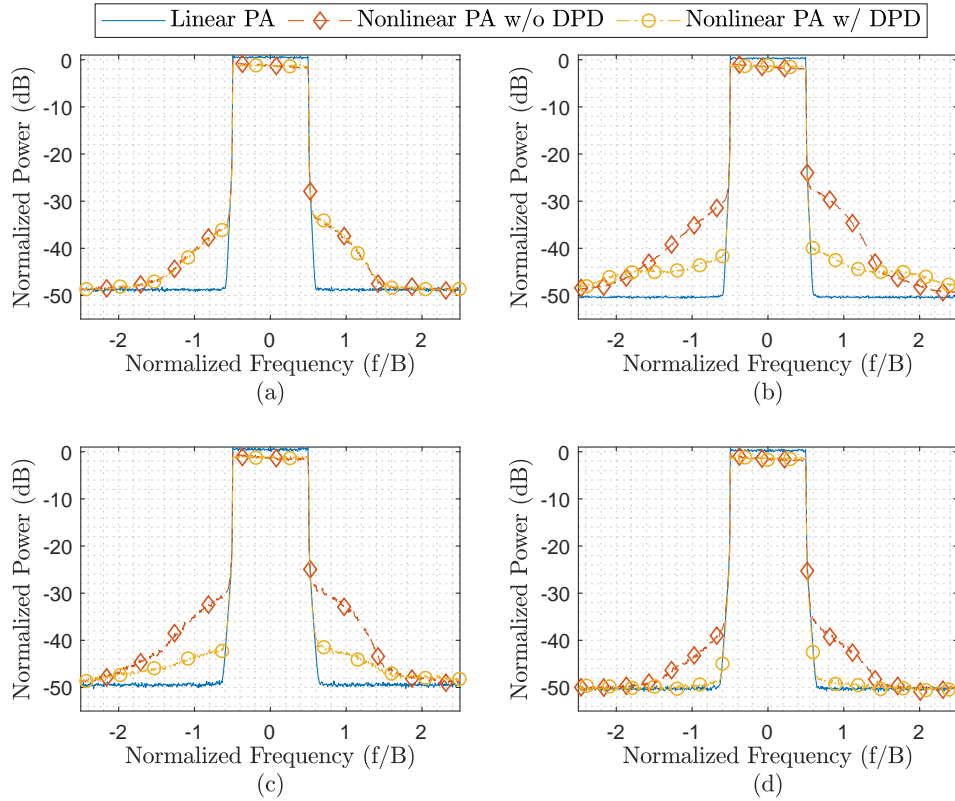 Linear PA Nonlinear PA w/o DPD Nonlinear PA w/ DPD
0
-10
-20
-30
-40
-50
Normalized Power (dB)
-2 -1 0 1 2
Normalized Frequency (f/B)
(a)
0
-10
-20
-30
-40
-50
Normalized Power (dB)
-2 -1 0 1 2
Normalized Frequency (f/B)
(b)
0
-10
-20
-30
-40
-50
Normalized Power (dB)
-2 -1 0 1 2
Normalized Frequency (f/B)
(c)
0
-10
-20
-30
-40
-50
Normalized Power (dB)
-2 -1 0 1 2
Normalized Frequency (f/B)
(d)